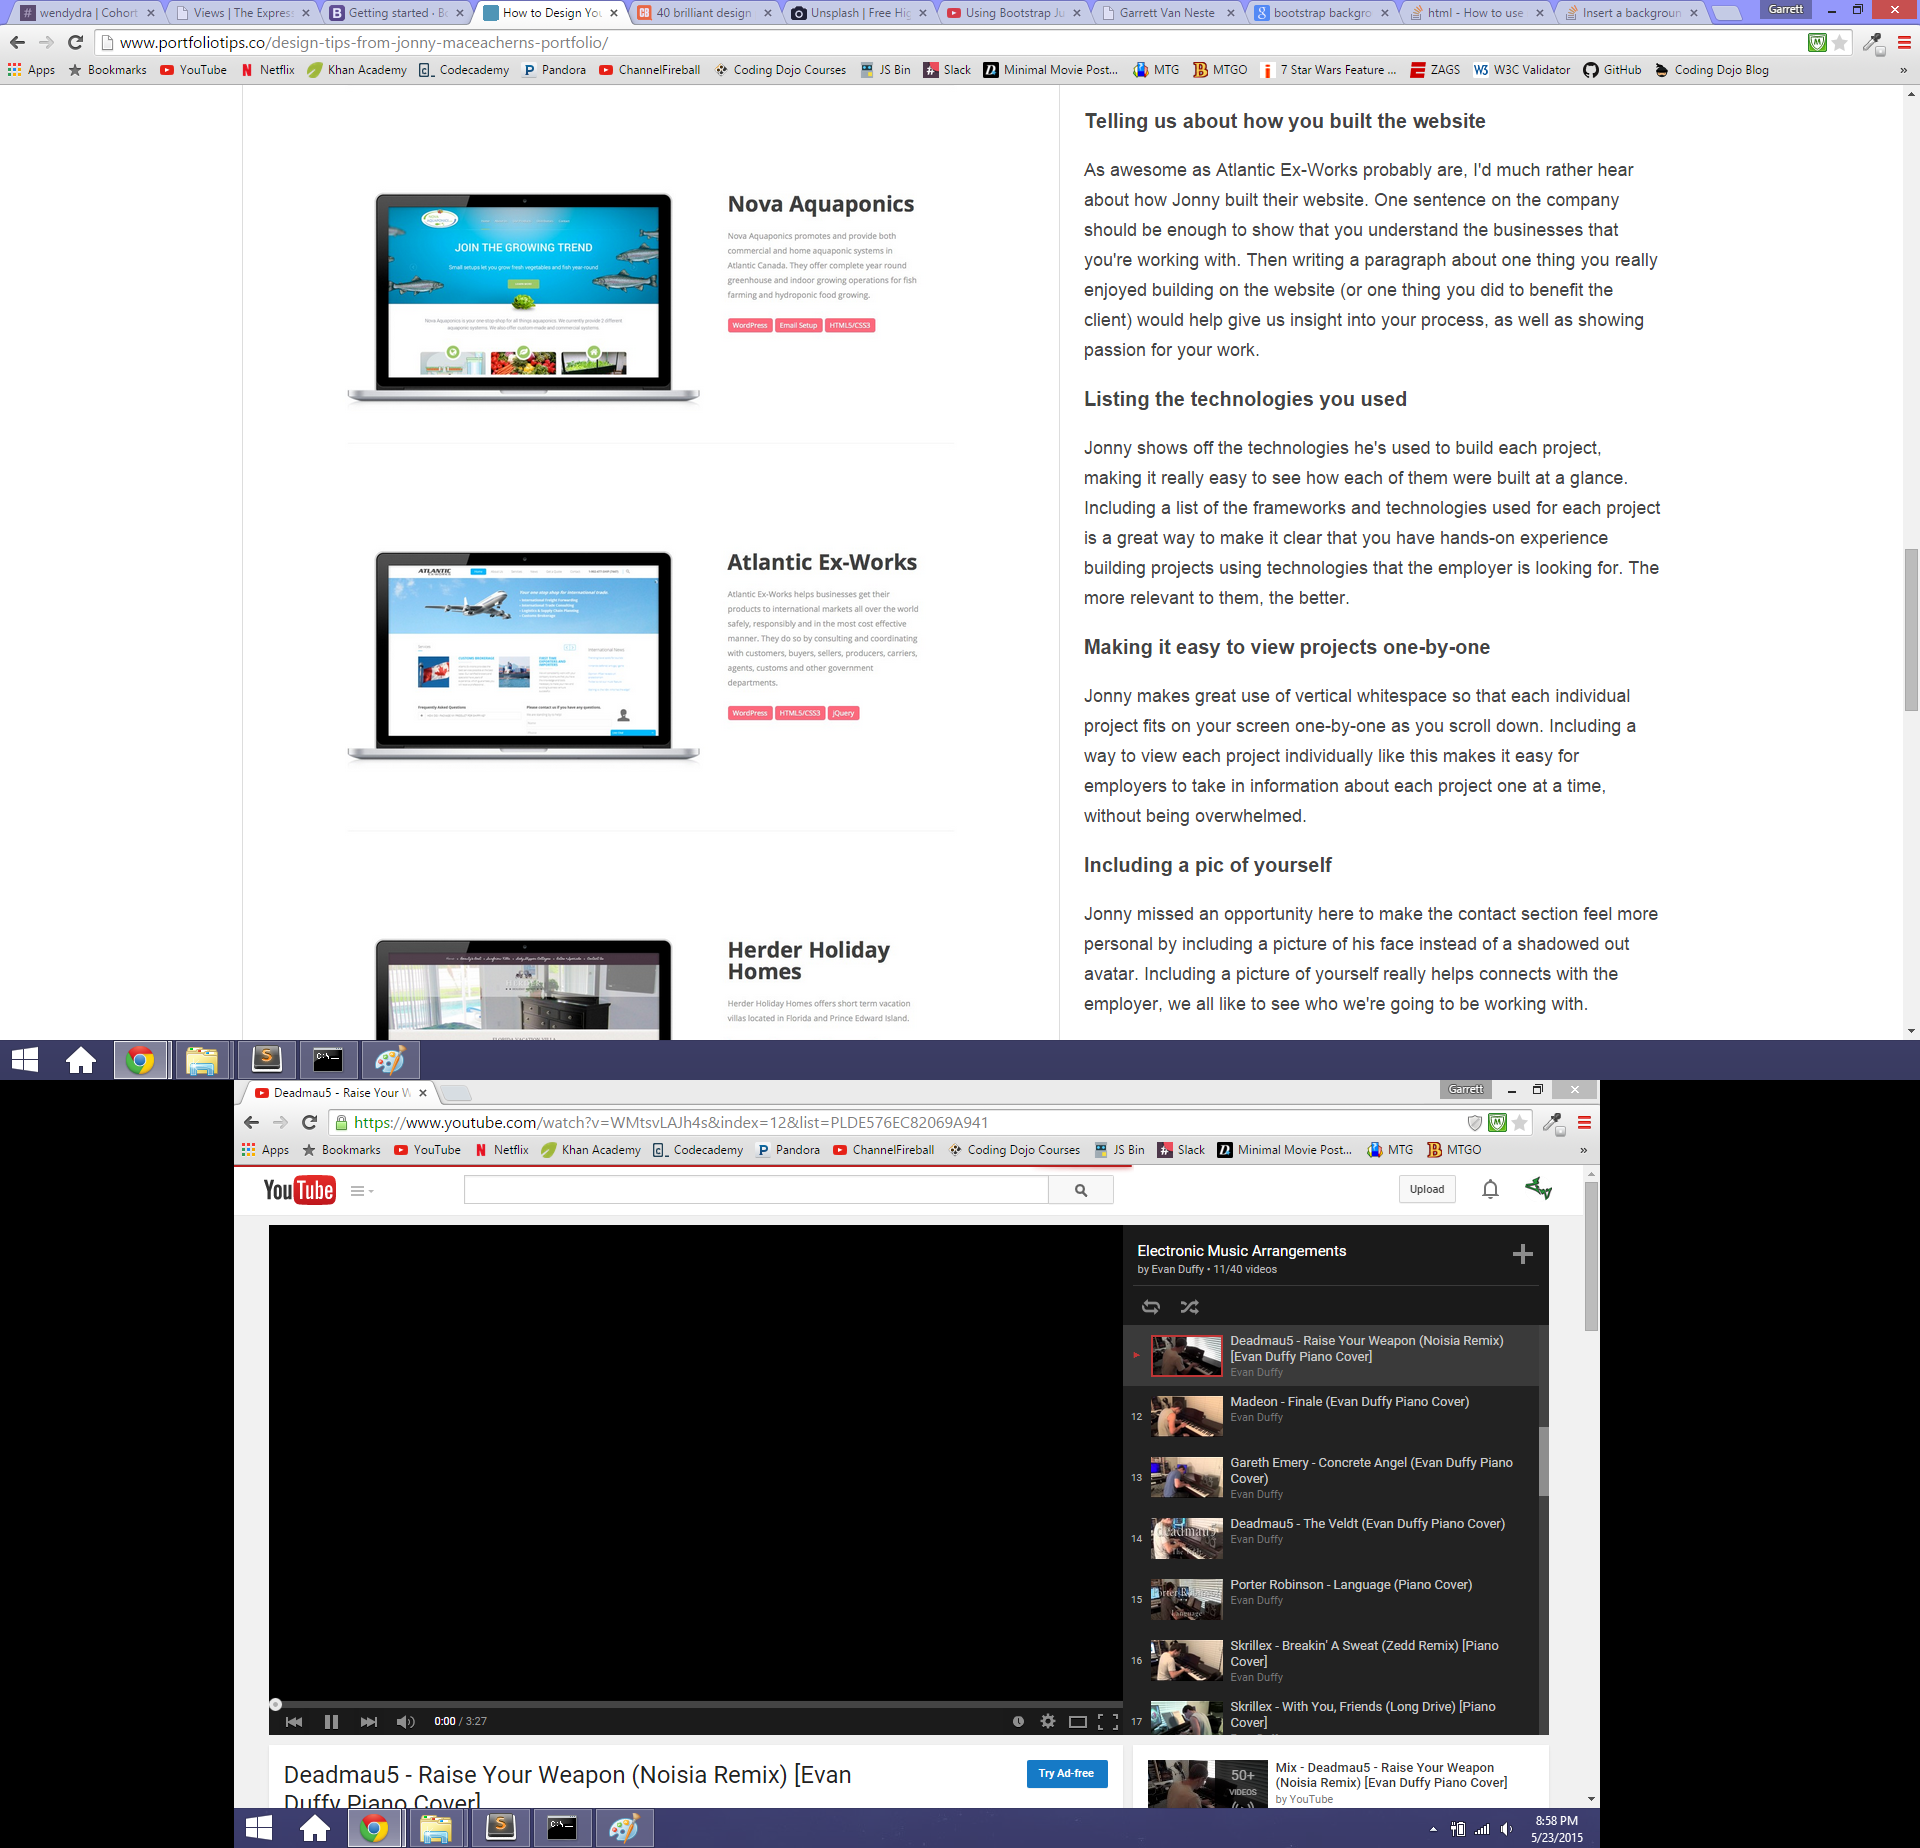 wendydra | Cohort
Views | The Express
Getting started · Bo
How to Design You
40 brilliant design
Unsplash | Free Hig
Using Bootstrap Ju
Garrett Van Neste
bootstrap backgro
html - How to use
Insert a backgroun
Garrett
www.portfoliotips.co/design-tips-from-jonny-maceacherns-portfolio/
Apps Bookmarks YouTube Netflix Khan Academy Codecademy Pandora ChannelFireball Coding Dojo Courses JS Bin Slack Minimal Movie Post... MTG MTGO 7 Star Wars Feature ... ZAGS W3C Validator GitHub Coding Dojo Blog »
JOIN THE GROWING TREND
Small setups let you grow fresh vegetables and fish year-round
Nova Aquaponics
Nova Aquaponics promotes and provide both
commercial and home aquaponic systems in
Atlantic Canada. They offer complete year round
greenhouse and indoor growing operations for fish
farming and hydroponic food growing.
WordPress Email Setup HTML5/CSS3
ATLANTIC
EX-WORKS
Your one stop shop for international trade
Atlantic Ex-Works
Atlantic Ex-Works helps businesses get their
products to international markets all over the world
safely, responsibly and in the most cost effective
manner. They do so by consulting and coordinating
with customers, buyers, sellers, producers, carriers,
agents, customs and other government
departments.
WordPress HTML5/CSS3 jQuery
Herder Holiday
Homes
Herder Holiday Homes offers short term vacation
villas located in Florida and Prince Edward Island.
Telling us about how you built the website
As awesome as Atlantic Ex-Works probably are, I'd much rather hear
about how Jonny built their website. One sentence on the company
should be enough to show that you understand the businesses that
you're working with. Then writing a paragraph about one thing you really
enjoyed building on the website (or one thing you did to benefit the
client) would help give us insight into your process, as well as showing
passion for your work.
Listing the technologies you used
Jonny shows off the technologies he's used to build each project,
making it really easy to see how each of them were built at a glance.
Including a list of the frameworks and technologies used for each project
is a great way to make it clear that you have hands-on experience
building projects using technologies that the employer is looking for. The
more relevant to them, the better.
Making it easy to view projects one-by-one
Jonny makes great use of vertical whitespace so that each individual
project fits on your screen one-by-one as you scroll down. Including a
way to view each project individually like this makes it easy for
employers to take in information about each project one at a time,
without being overwhelmed.
Including a pic of yourself
Jonny missed an opportunity here to make the contact section feel more
personal by including a picture of his face instead of a shadowed out
avatar. Including a picture of yourself really helps connects with the
employer, we all like to see who we're going to be working with.
Deadmau5 - Raise Your W
Garrett
https://www.youtube.com/watch?v=WMtsvLAJh4s&index=12&list=PLDE576EC82069A941
Apps Bookmarks YouTube Netflix Khan Academy Codecademy Pandora ChannelFireball Coding Dojo Courses JS Bin Slack Minimal Movie Post... MTG MTGO »
YouTube
Upload
Electronic Music Arrangements
by Evan Duffy • 11/40 videos
Deadmau5 - Raise Your Weapon (Noisia Remix)
[Evan Duffy Piano Cover]
Evan Duffy
12
Madeon - Finale (Evan Duffy Piano Cover)
Evan Duffy
13
Gareth Emery - Concrete Angel (Evan Duffy Piano
Cover)
Evan Duffy
14
Deadmau5 - The Veldt (Evan Duffy Piano Cover)
Evan Duffy
15
Porter Robinson - Language (Piano Cover)
Evan Duffy
16
Skrillex - Breakin' A Sweat (Zedd Remix) [Piano
Cover]
Evan Duffy
17
Skrillex - With You, Friends (Long Drive) [Piano
Cover]
0:00 / 3:27
Deadmau5 - Raise Your Weapon (Noisia Remix) [Evan
Duffy Piano Cover]
Try Ad-free
50+
VIDEOS
Mix - Deadmau5 - Raise Your Weapon
(Noisia Remix) [Evan Duffy Piano Cover]
by YouTube
8:58 PM
5/23/2015